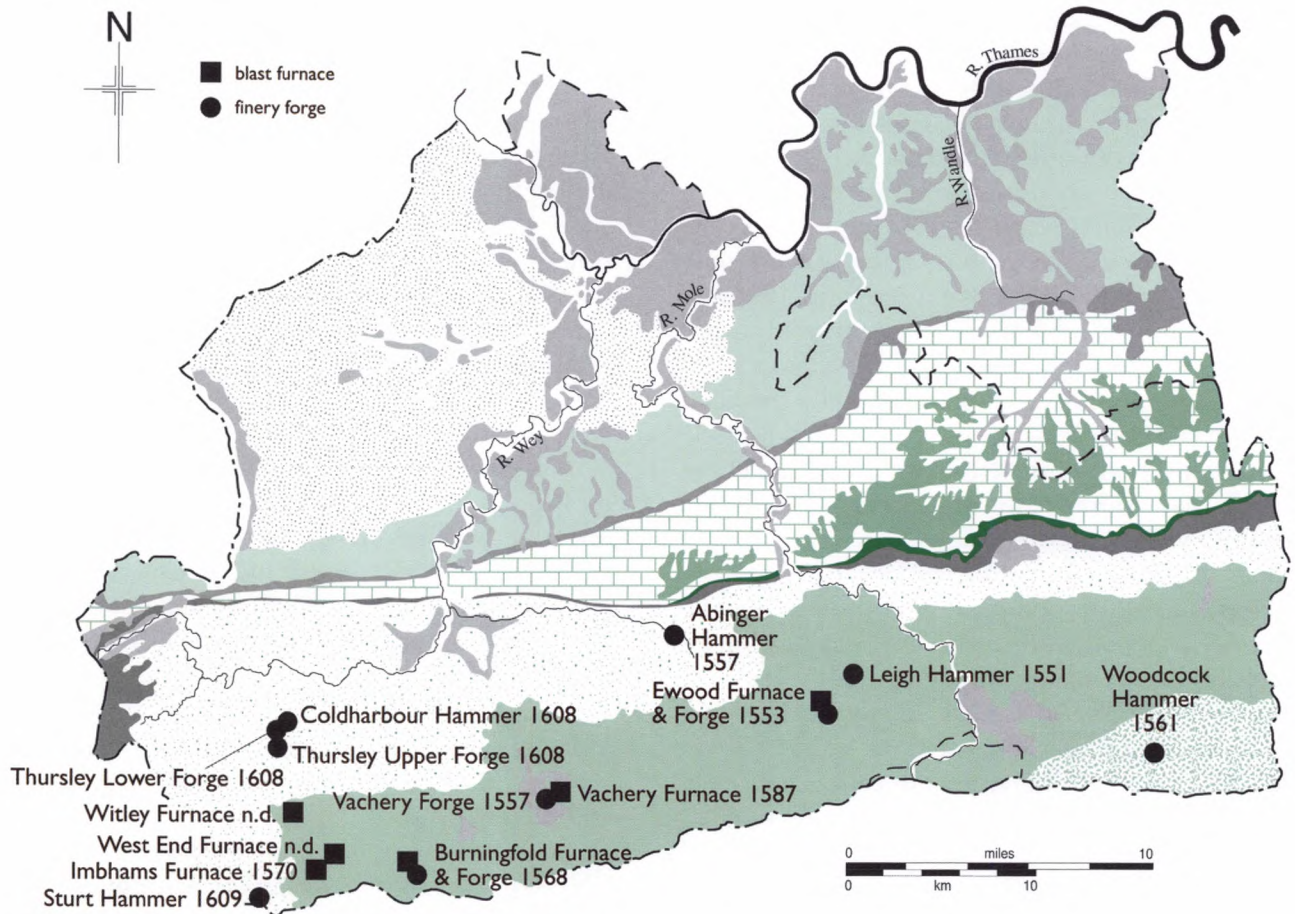 N
blast furnace
finery forge
R. Thames
R.Wandle
R. Mole
R. Wey
Abinger
Hammer
1557
Leigh Hammer 1551
Woodcock
Hammer
1561
Ewood Furnace
& Forge 1553
Coldharbour Hammer 1608
Thursley Upper Forge 1608
Thursley Lower Forge 1608
Vachery Forge 1557
Vachery Furnace 1587
Witley Furnace n.d.
West End Furnace n.d.
Imbhams Furnace 1570
Burningfold Furnace
& Forge 1568
Sturt Hammer 1609
0 miles 10
0 km 10